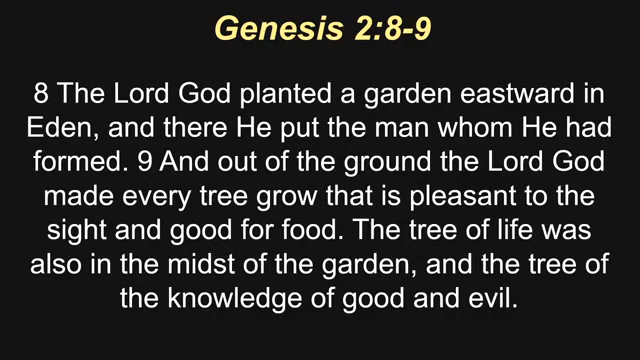 Genesis 2:8-9
8 The Lord God planted a garden eastward in
Eden, and there He put the man whom He had
formed. 9 And out of the ground the Lord God
made every tree grow that is pleasant to the
sight and good for food. The tree of life was
also in the midst of the garden, and the tree of
the knowledge of good and evil.